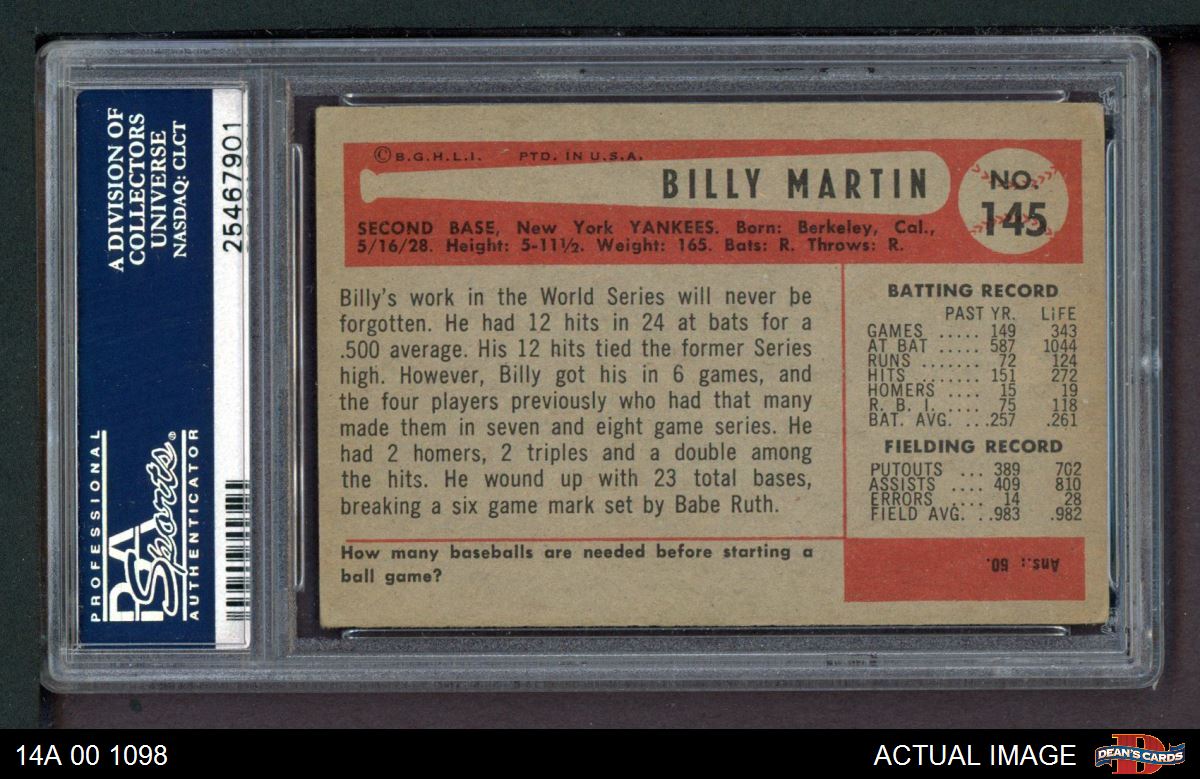 A DIVISION OF
COLLECTORS
UNIVERSE
NASDAQ: CLCT
25467901
PROFESSIONAL
PSA
Sports®
AUTHENTICATOR
©B.G.H.L.I. PTD. IN U.S.A.
BILLY MARTIN
NO.
145
SECOND BASE, New York YANKEES. Born: Berkeley, Cal.,
5/16/28. Height: 5-11½. Weight: 165. Bats: R. Throws: R.
Billy's work in the World Series will never be
forgotten. He had 12 hits in 24 at bats for a
.500 average. His 12 hits tied the former Series
high. However, Billy got his in 6 games, and
the four players previously who had that many
made them in seven and eight game series. He
had 2 homers, 2 triples and a double among
the hits. He wound up with 23 total bases,
breaking a six game mark set by Babe Ruth.
How many baseballs are needed before starting a
ball game?
BATTING RECORD
PAST YR. LIFE
GAMES ..... 149 343
AT BAT ..... 587 1044
RUNS ....... 72 124
HITS ....... 151 272
HOMERS .... 15 19
R. B. I. .... 75 118
BAT. AVG. ...257 .261
FIELDING RECORD
PUTOUTS ... 389 702
ASSISTS .... 409 810
ERRORS .... 14 28
FIELD AVG. ..983 .982
Ans.: 60.
14A 00 1098
ACTUAL IMAGE
DEAN'S CARDS